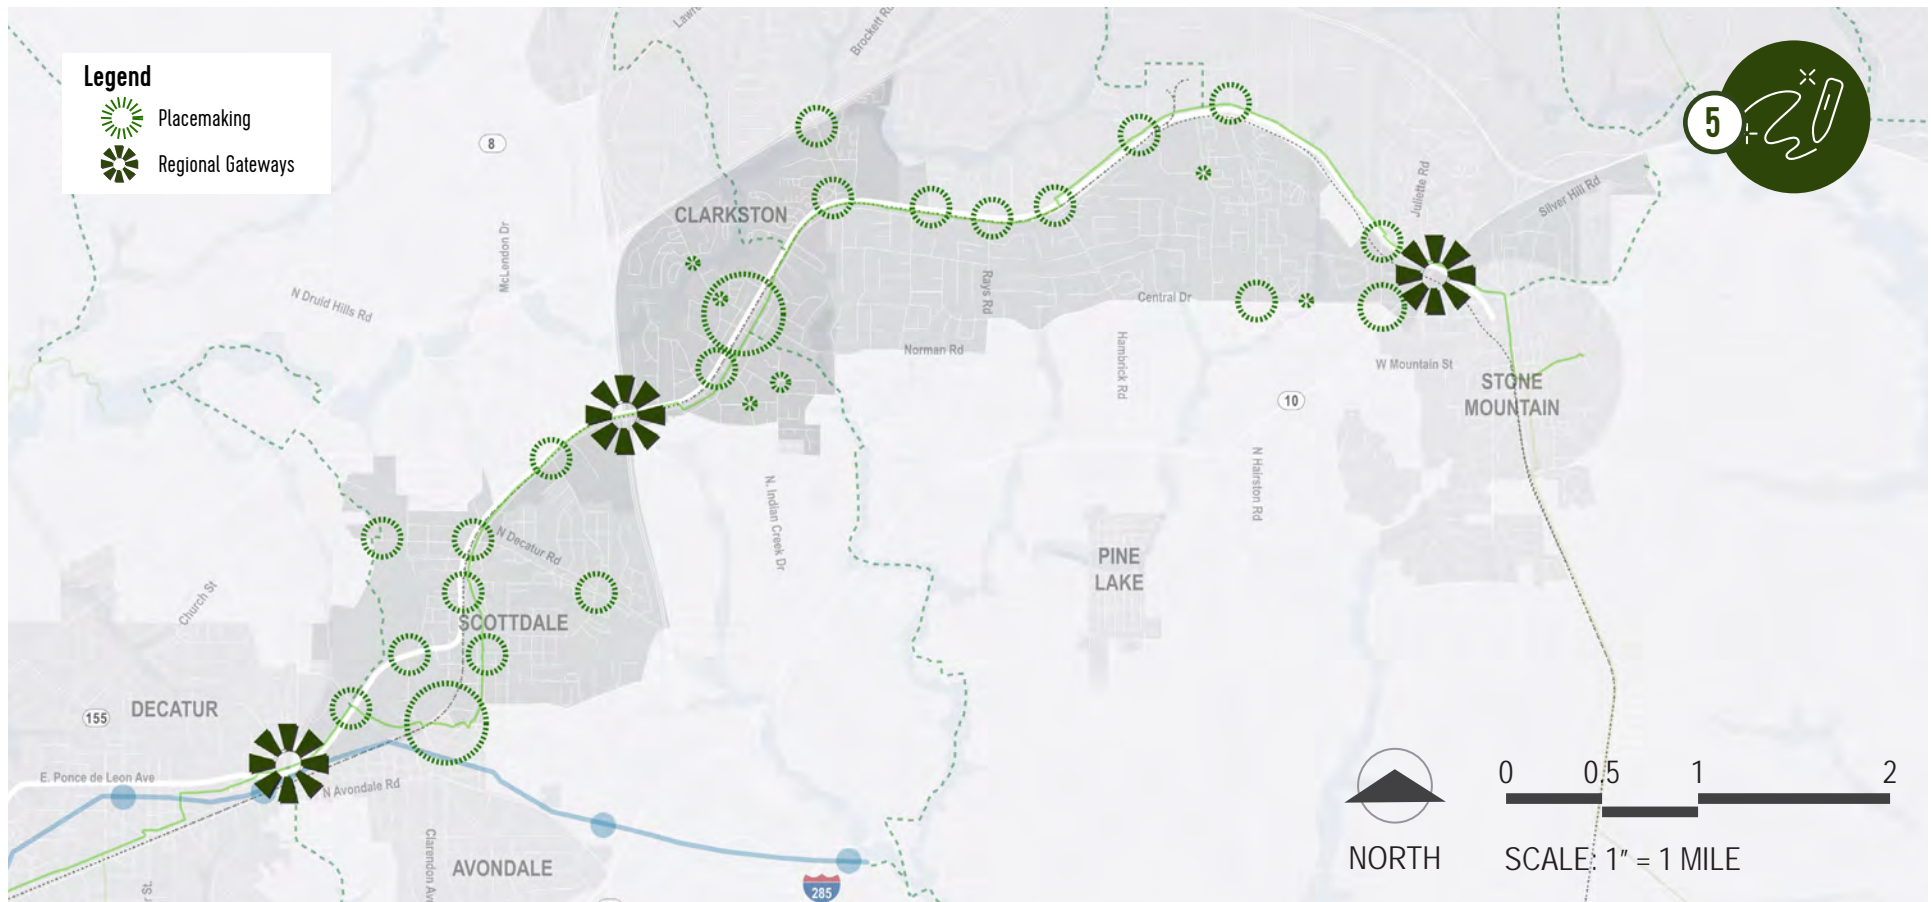 Legend
Placemaking
Regional Gateways
Brockett Rd
5
8
Juliette Rd
Silver Hill Rd
CLARKSTON
McLendon Dr
N Druid Hills Rd
Rays Rd
Central Dr
Norman Rd
Hambrick Rd
W Mountain St
STONE
MOUNTAIN
10
N Hairston Rd
N. Indian Creek Dr
N Decatur Rd
PINE
LAKE
Church St
SCOTTDALE
155
DECATUR
E. Ponce de Leon Ave
N Avondale Rd
Clarendon Ave
AVONDALE
285
NORTH
0 0.5 1 2
SCALE: 1" = 1 MILE